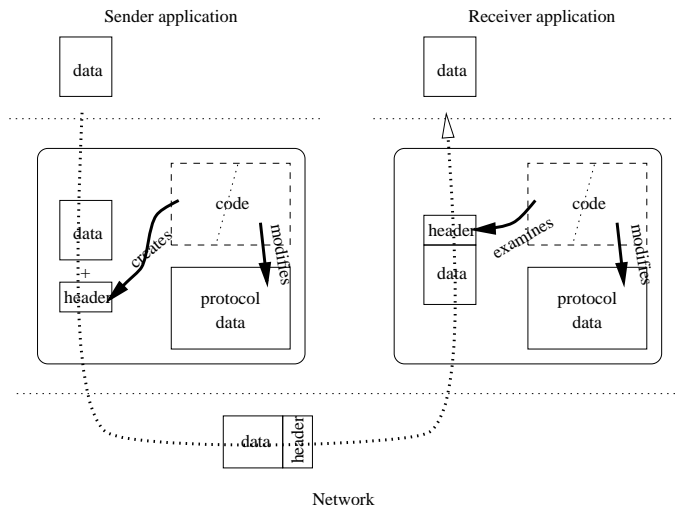 Sender application
Receiver application
data
data
code
data
creates
modifies
+
header
protocol
data
code
header
examines
modifies
data
protocol
data
data
header
Network